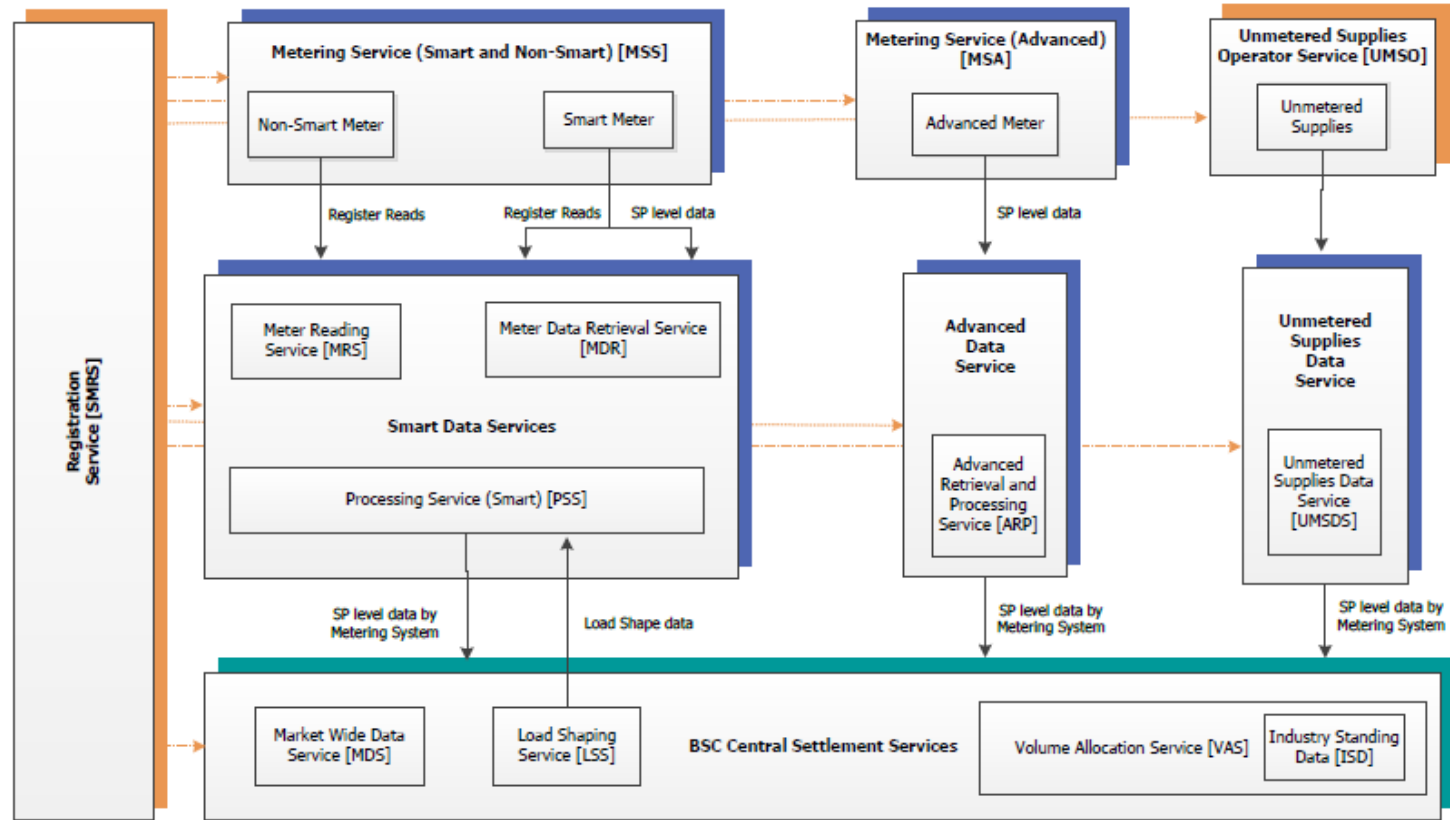 Registration
Service [SMRS]
Metering Service (Smart and Non-Smart) [MSS]
Non-Smart Meter
Smart Meter
Metering Service (Advanced)
[MSA]
Advanced Meter
Unmetered Supplies
Operator Service [UMSO]
Unmetered
Supplies
Register Reads
Register Reads
SP level data
SP level data
Meter Reading
Service [MRS]
Meter Data Retrieval Service
[MDR]
Smart Data Services
Processing Service (Smart) [PSS]
Advanced
Data
Service
Advanced
Retrieval and
Processing
Service [ARP]
Unmetered
Supplies
Data
Service
Unmetered
Supplies Data
Service
[UMSDS]
SP level data by
Metering System
Load Shape data
SP level data by
Metering System
SP level data by
Metering System
Market Wide Data
Service [MDS]
Load Shaping
Service [LSS]
BSC Central Settlement Services
Volume Allocation Service [VAS]
Industry Standing
Data [ISD]